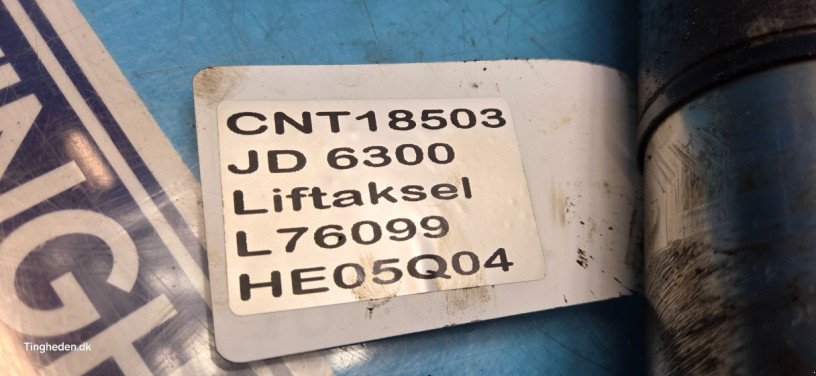 CNT18503
JD 6300
Liftaksel
L76099
HE05Q04
Tingheden.dk